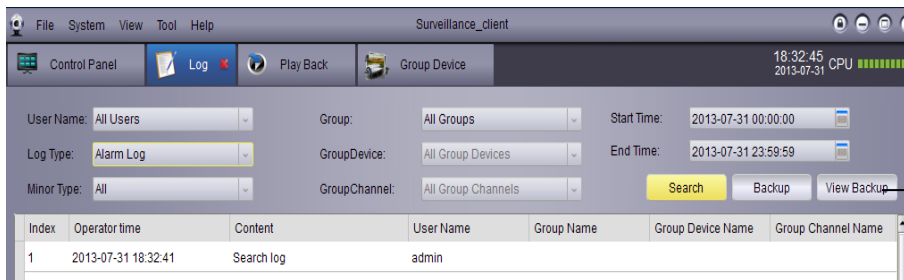 File System View Tool Help Surveillance_client
Control Panel Log Play Back Group Device 18:32:45 CPU
2013-07-31
User Name: All Users Group: All Groups Start Time: 2013-07-31 00:00:00
Log Type: Alarm Log GroupDevice: All Group Devices End Time: 2013-07-31 23:59:59
Minor Type: All GroupChannel: All Group Channels Search Backup View Backup
Index Operator time Content User Name Group Name Group Device Name Group Channel Name
1 2013-07-31 18:32:41 Search log admin